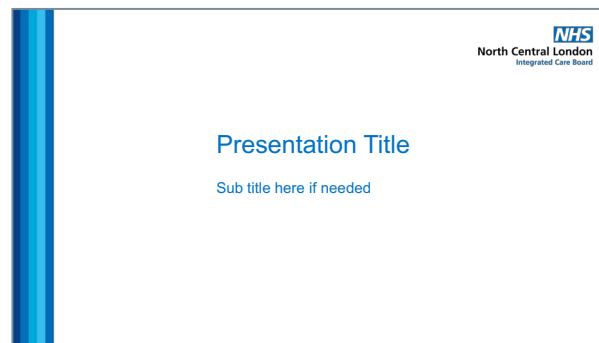 NHS
North Central London
Integrated Care Board
Presentation Title
Sub title here if needed